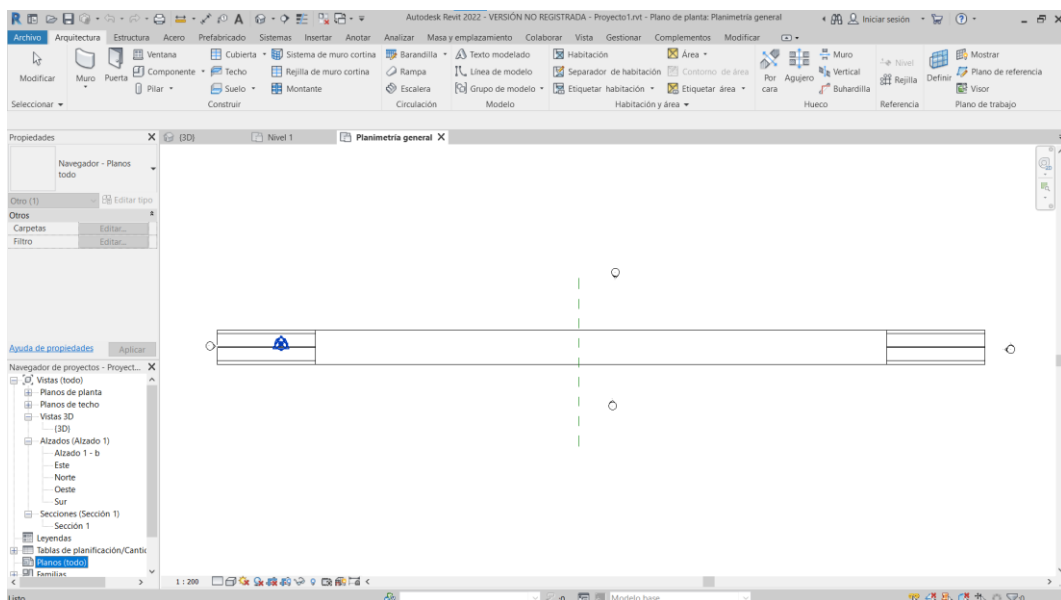 Autodesk Revit 2022 - VERSIÓN NO REGISTRADA - Proyecto1.rvt - Plano de planta: Planimetría general
Iniciar sesión
Archivo Arquitectura Estructura Acero Prefabricado Sistemas Insertar Anotar Analizar Masa y emplazamiento Colaborar Vista Gestionar Complementos Modificar
Ventana Cubierta Sistema de muro cortina Barandilla Texto modelado Habitación Área Muro Nivel Mostrar
Modificar Muro Puerta Componente Techo Rejilla de muro cortina Rampa Línea de modelo Separador de habitación Contorno de área Por cara Agujero Vertical Rejilla Definir Plano de referencia
Pilar Suelo Montante Escalera Grupo de modelo Etiquetar habitación Etiquetar área Buhardilla Visor
Seleccionar Construir Circulación Modelo Habitación y área Hueco Referencia Plano de trabajo
Propiedades X {3D} Nivel 1 Planimetría general X
Navegador - Planos
todo
Otro (1) Editar tipo
Otros
Carpetas Editar...
Filtro Editar...
Ayuda de propiedades Aplicar
Navegador de proyectos - Proyect... X
Vistas (todo)
Planos de planta
Planos de techo
Vistas 3D
{3D}
Alzados (Alzado 1)
Alzado 1 - b
Este
Norte
Oeste
Sur
Secciones (Sección 1)
Sección 1
Leyendas
Tablas de planificación/Cantic
Planos (todo)
Familias
1 : 200
Listo :0 Modelo base :0